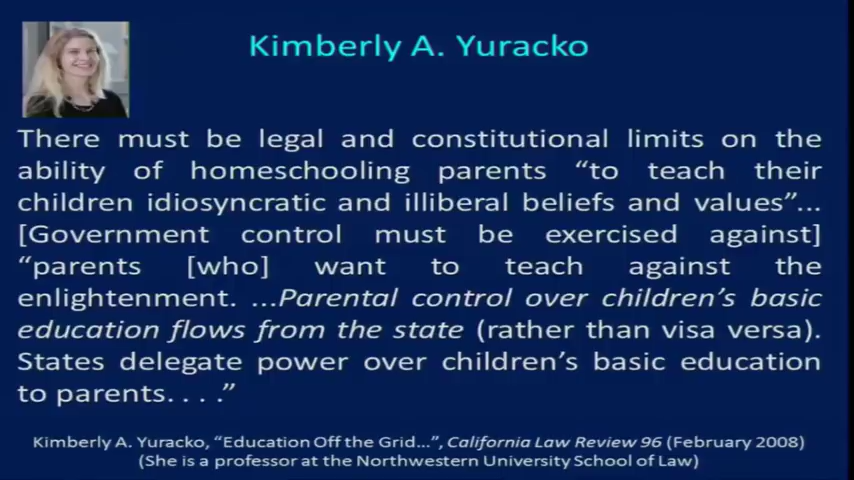 Kimberly A. Yuracko
There must be legal and constitutional limits on the
ability of homeschooling parents “to teach their
children idiosyncratic and illiberal beliefs and values”...
[Government control must be exercised against]
“parents [who] want to teach against the
enlightenment. ...Parental control over children’s basic
education flows from the state (rather than visa versa).
States delegate power over children’s basic education
to parents. . . .”
Kimberly A. Yuracko, “Education Off the Grid...”, California Law Review 96 (February 2008)
(She is a professor at the Northwestern University School of Law)